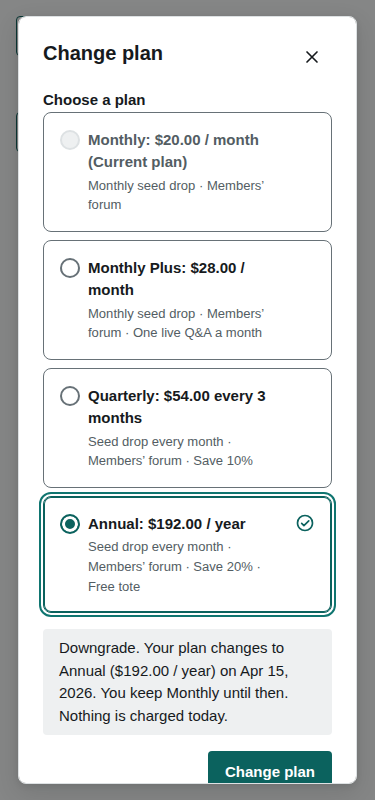 Change plan
Choose a plan
Monthly: $20.00 / month
(Current plan)
Monthly seed drop · Members’
forum
Monthly Plus: $28.00 /
month
Monthly seed drop · Members’
forum · One live Q&A a month
Quarterly: $54.00 every 3
months
Seed drop every month ·
Members’ forum · Save 10%
Annual: $192.00 / year
Seed drop every month ·
Members’ forum · Save 20% ·
Free tote
Downgrade. Your plan changes to
Annual ($192.00 / year) on Apr 15,
2026. You keep Monthly until then.
Nothing is charged today.
Change plan